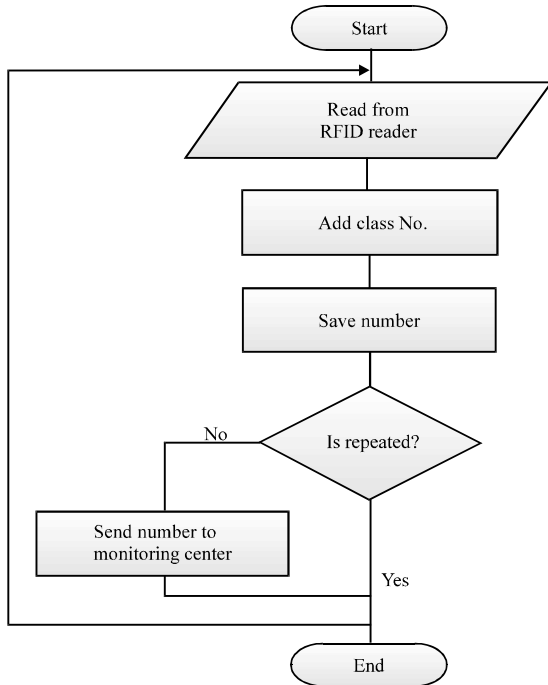 Start
Read from
RFID reader
Add class No.
Save number
Is repeated?
No
Send number to
monitoring center
Yes
End